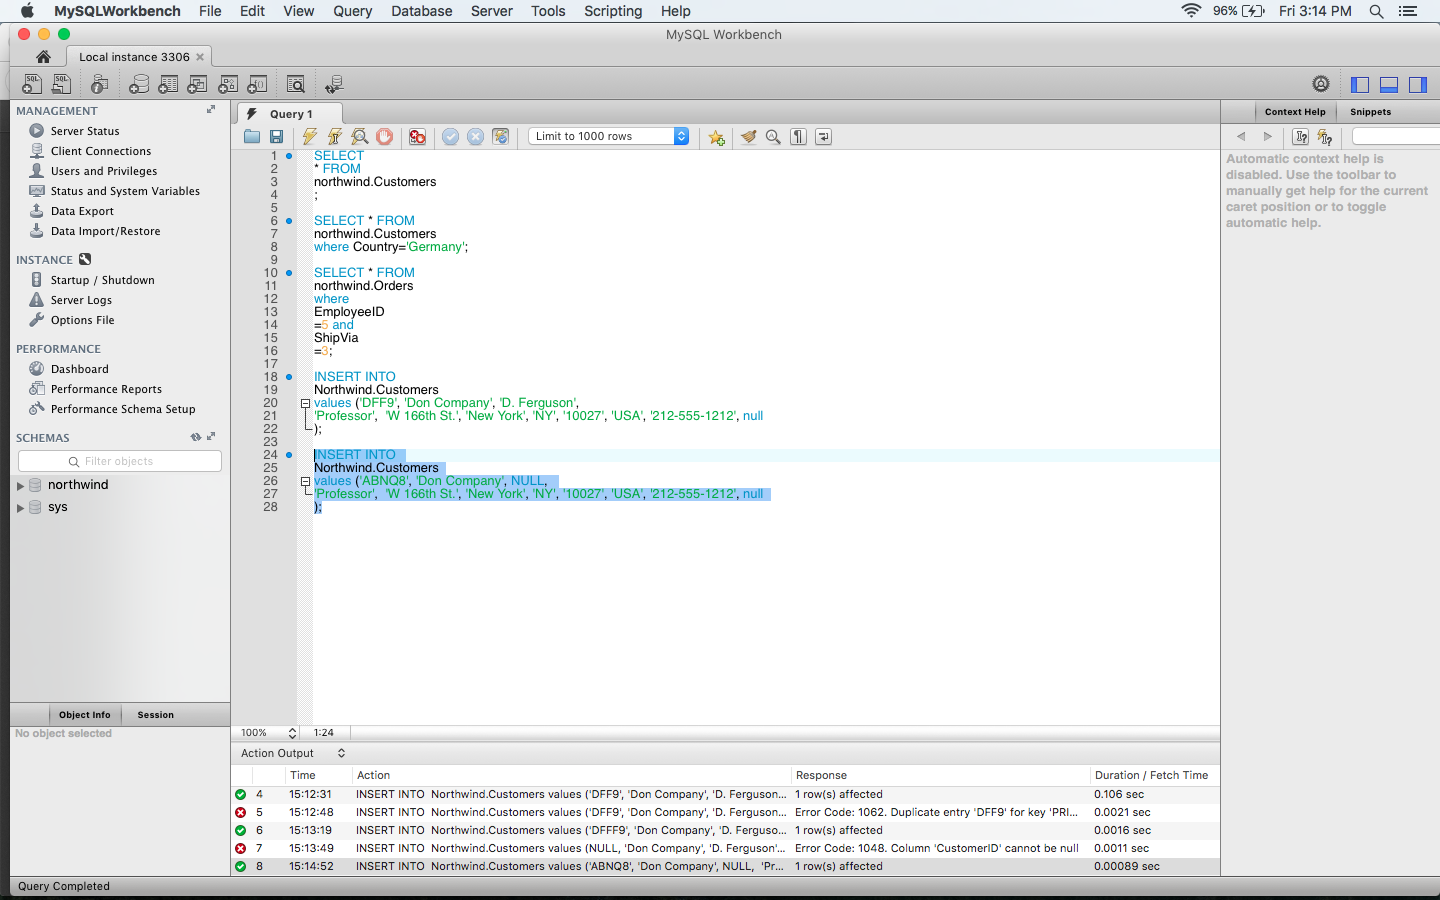 MySQLWorkbench File Edit View Query Database Server Tools Scripting Help 96% Fri 3:14 PM
MySQL Workbench
Local instance 3306
MANAGEMENT
Server Status
Client Connections
Users and Privileges
Status and System Variables
Data Export
Data Import/Restore
INSTANCE
Startup / Shutdown
Server Logs
Options File
PERFORMANCE
Dashboard
Performance Reports
Performance Schema Setup
SCHEMAS
Filter objects
northwind
sys
Object Info Session
No object selected
Query 1
Limit to 1000 rows
1 SELECT
2 * FROM
3 northwind.Customers
4 ;
5
6 SELECT * FROM
7 northwind.Customers
8 where Country='Germany';
9
10 SELECT * FROM
11 northwind.Orders
12 where
13 EmployeeID
14 =5 and
15 ShipVia
16 =3;
17
18 INSERT INTO
19 Northwind.Customers
20 values ('DFF9', 'Don Company', 'D. Ferguson',
21 'Professor', 'W 166th St.', 'New York', 'NY', '10027', 'USA', '212-555-1212', null
22 );
23
24 INSERT INTO
25 Northwind.Customers
26 values ('ABNQ8', 'Don Company', NULL,
27 'Professor', 'W 166th St.', 'New York', 'NY', '10027', 'USA', '212-555-1212', null
28 );
100% 1:24
Action Output
Time Action Response Duration / Fetch Time
4 15:12:31 INSERT INTO Northwind.Customers values ('DFF9', 'Don Company', 'D. Ferguson... 1 row(s) affected 0.106 sec
5 15:12:48 INSERT INTO Northwind.Customers values ('DFF9', 'Don Company', 'D. Ferguson... Error Code: 1062. Duplicate entry 'DFF9' for key 'PRI... 0.0021 sec
6 15:13:19 INSERT INTO Northwind.Customers values ('DFFF9', 'Don Company', 'D. Ferguso... 1 row(s) affected 0.0016 sec
7 15:13:49 INSERT INTO Northwind.Customers values (NULL, 'Don Company', 'D. Ferguson'... Error Code: 1048. Column 'CustomerID' cannot be null 0.0011 sec
8 15:14:52 INSERT INTO Northwind.Customers values ('ABNQ8', 'Don Company', NULL, 'Pr... 1 row(s) affected 0.00089 sec
Context Help Snippets
Automatic context help is
disabled. Use the toolbar to
manually get help for the current
caret position or to toggle
automatic help.
Query Completed